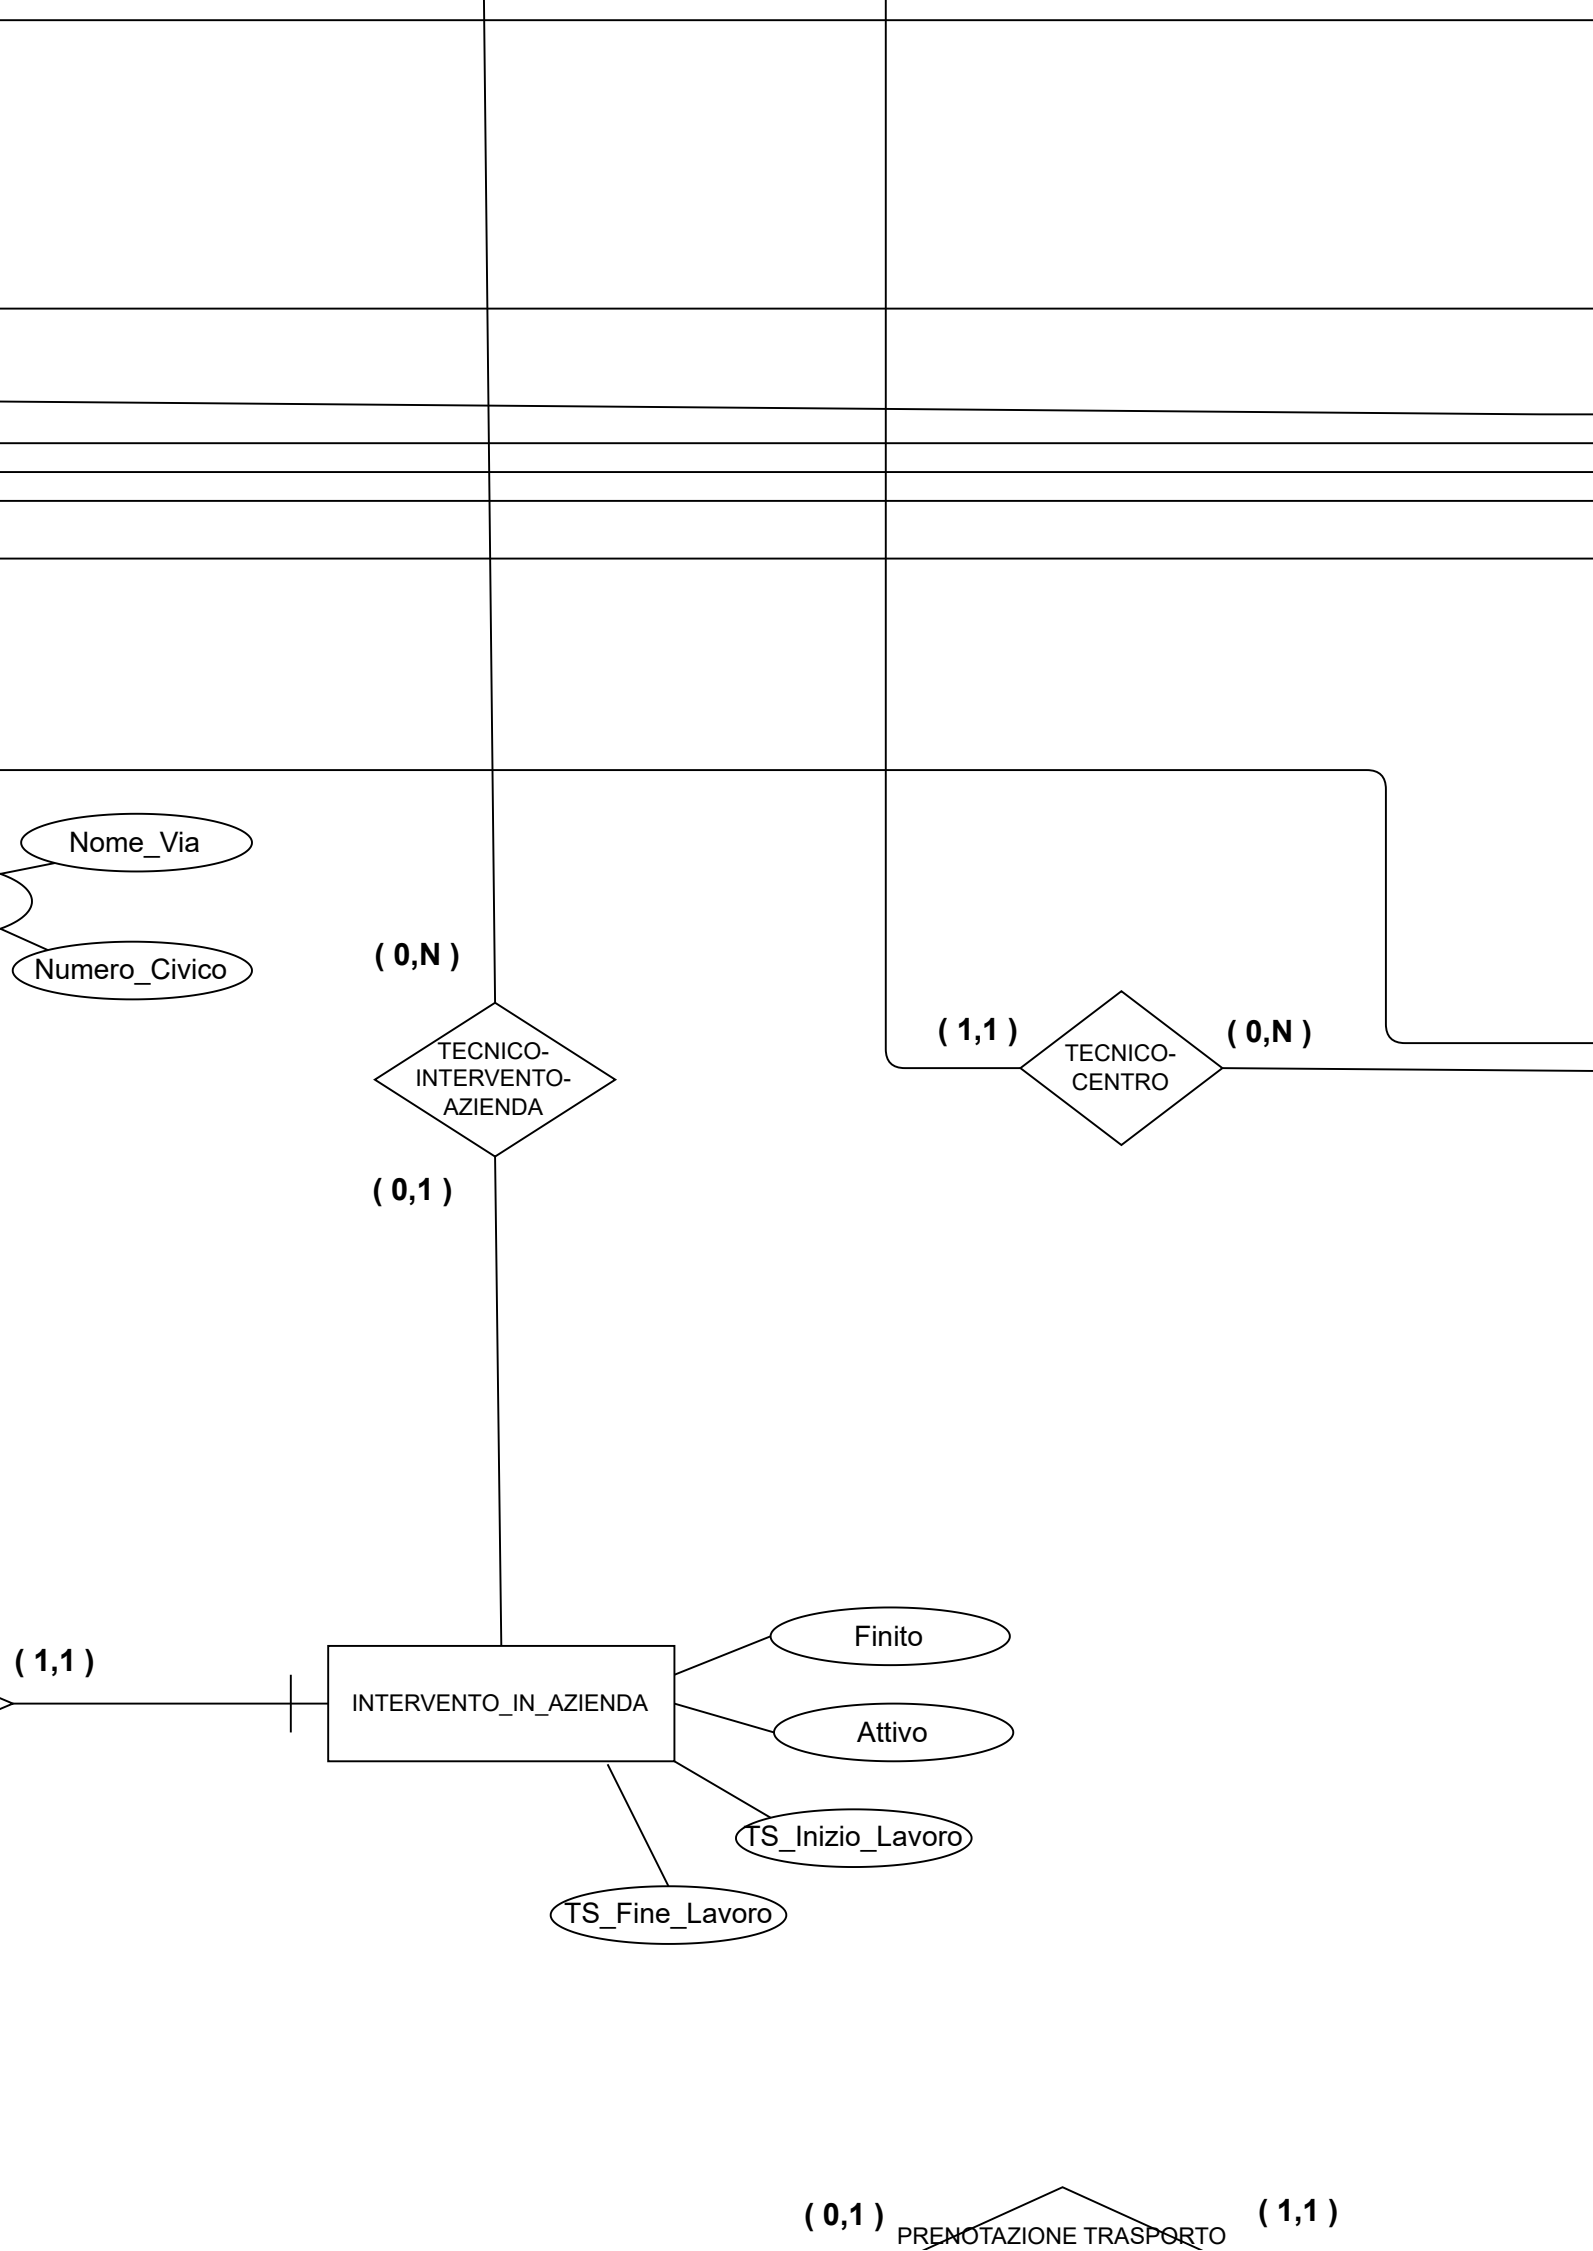 Nome_Via
Numero_Civico
( 0,N )
TECNICO-
INTERVENTO-
AZIENDA
( 0,1 )
( 1,1 )
TECNICO-
CENTRO
( 0,N )
( 1,1 )
INTERVENTO_IN_AZIENDA
Finito
Attivo
TS_Inizio_Lavoro
TS_Fine_Lavoro
( 0,1 )
PRENOTAZIONE TRASPORTO
( 1,1 )